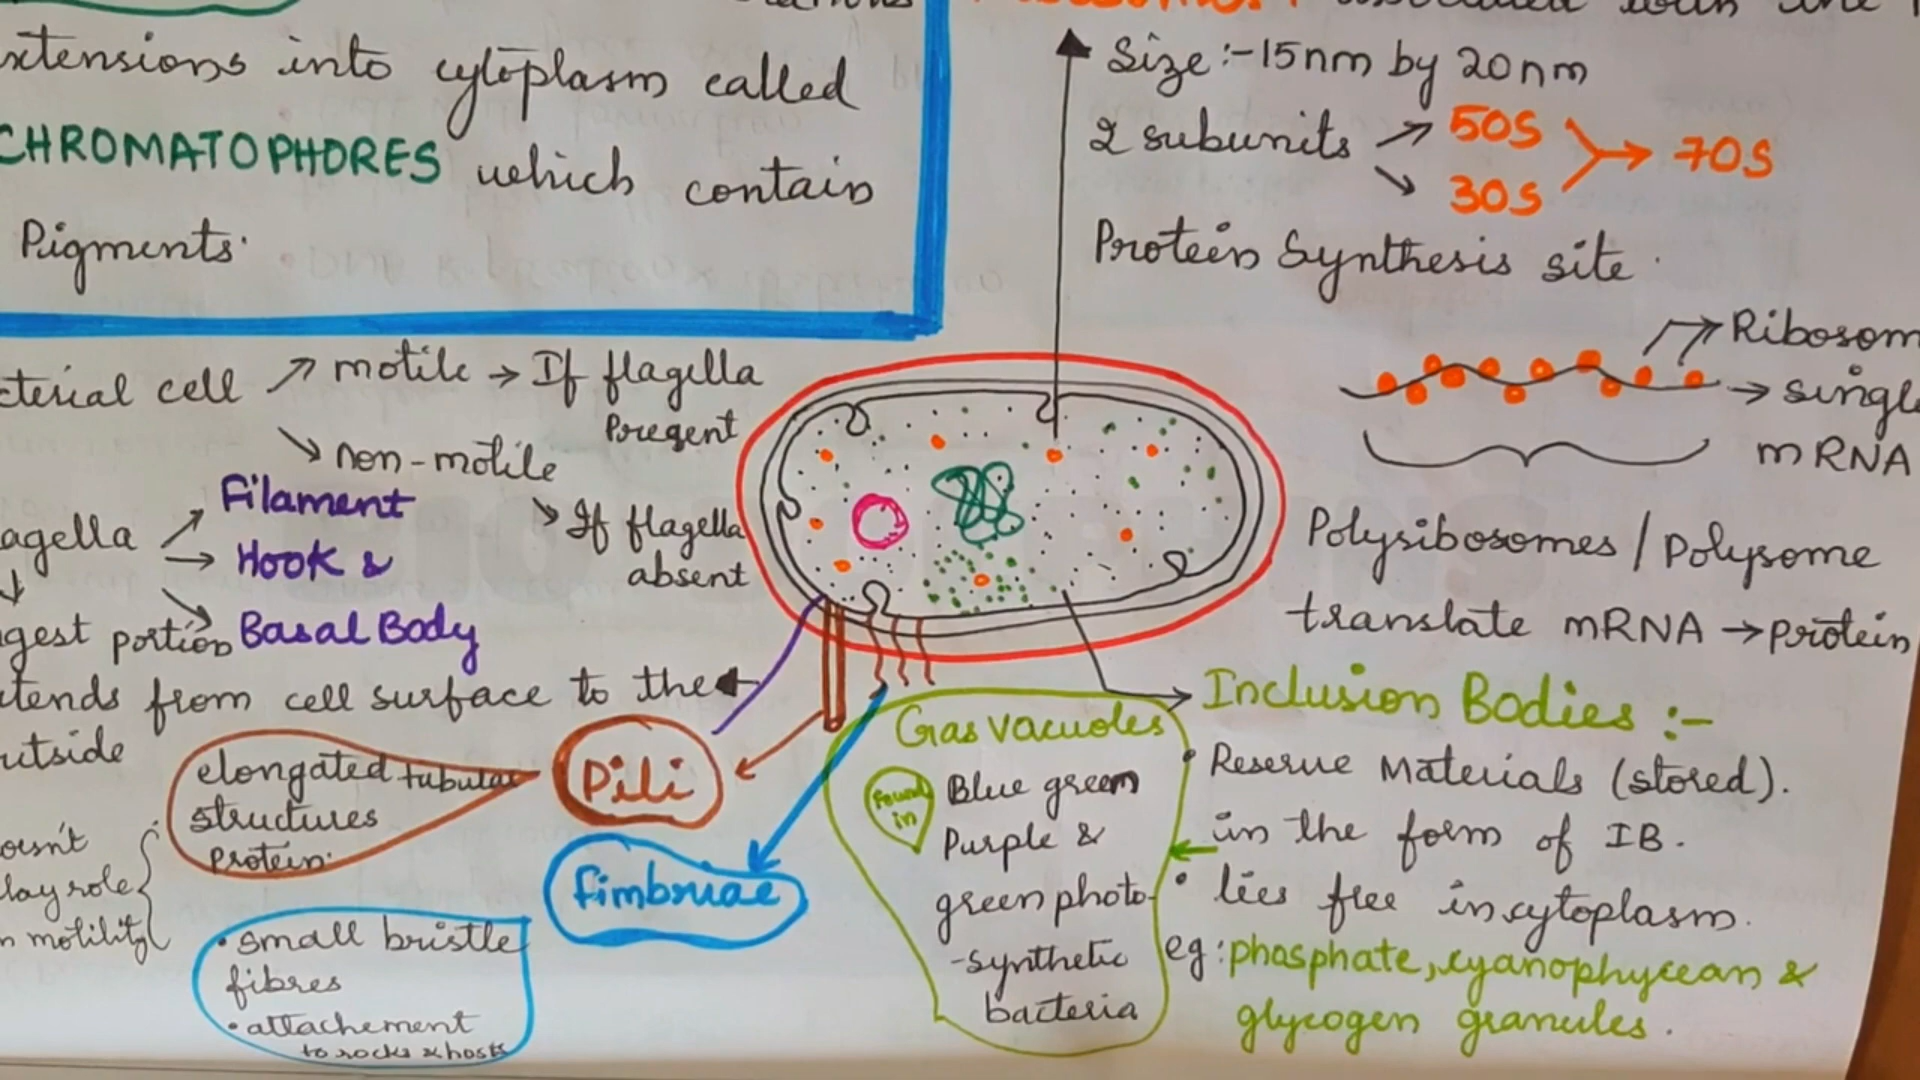 extensions into cytoplasm called
CHROMATOPHORES which contain
Pigments.
associated with the
Size :- 15nm by 20nm
2 subunits
50S
30S
70S
Protein Synthesis site.
Ribosom
single
mRNA
Polyribosomes / Polysome
translate mRNA → protein
cterial cell
motile → If flagella
Present
non-motile
If flagella
absent
agella
Filament
Hook &
Basal Body
gest portion
tends from cell surface to the
utside
Pili
elongated tubular
structures
Protein.
oesn't
lay role
n motility
Fimbriae
• small bristle
fibres
• attachement
to rocks & hosts
Gas vacuoles
found
in
Blue green
Purple &
green photo-
-synthetic
bacteria
Inclusion Bodies :-
• Reserve Materials (stored).
in the form of IB.
• lies free in cytoplasm.
eg: phosphate, cyanophycean &
glycogen granules.